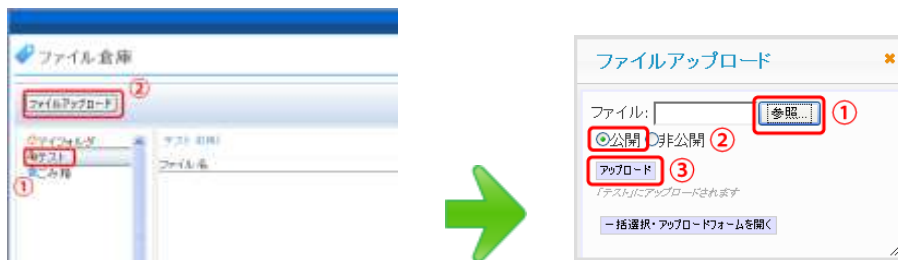 ファイル倉庫
②
ファイルアップロード
マイフォルダ
テスト
ごみ箱
①
ファイル名
ファイルアップロード
ファイル: 参照... ①
公開 非公開 ②
アップロード ③
「テスト」にアップロードされます
一括選択・アップロードフォームを開く